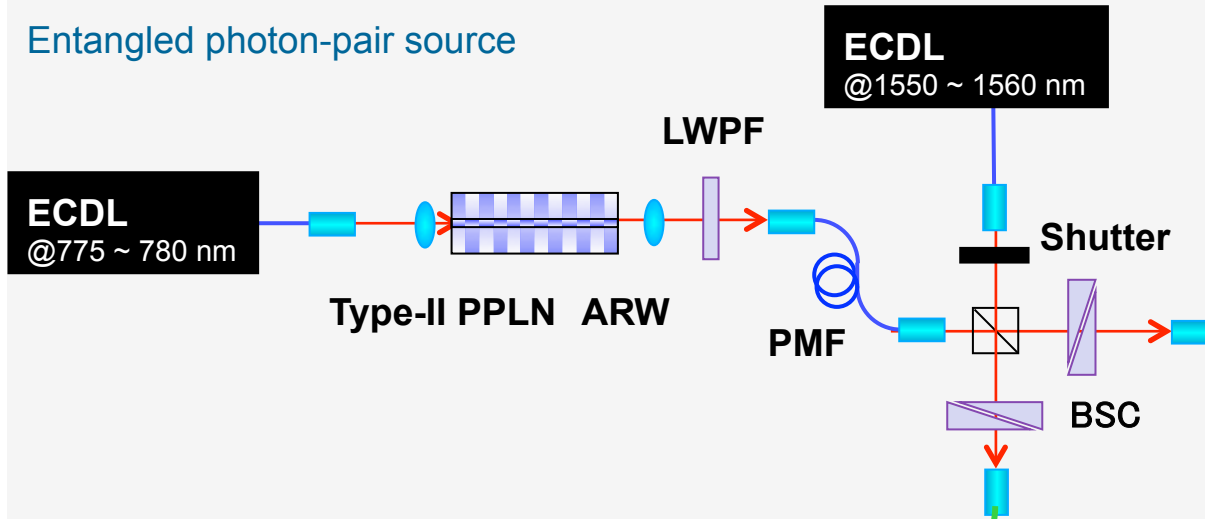 Entangled photon-pair source
ECDL
@1550 ~ 1560 nm
LWPF
ECDL
@775 ~ 780 nm
Shutter
Type-II PPLN ARW
PMF
BSC